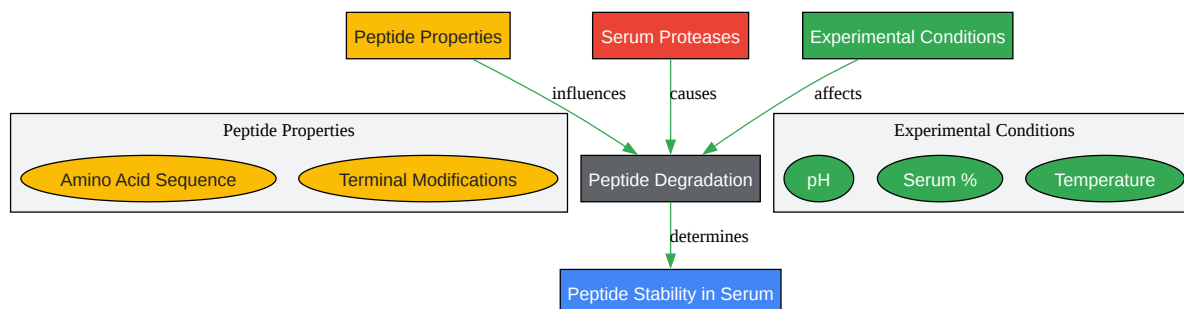 Peptide Properties
Serum Proteases
Experimental Conditions
influences
causes
affects
Peptide Properties
Experimental Conditions
Amino Acid Sequence
Terminal Modifications
Peptide Degradation
pH
Serum %
Temperature
determines
Peptide Stability in Serum